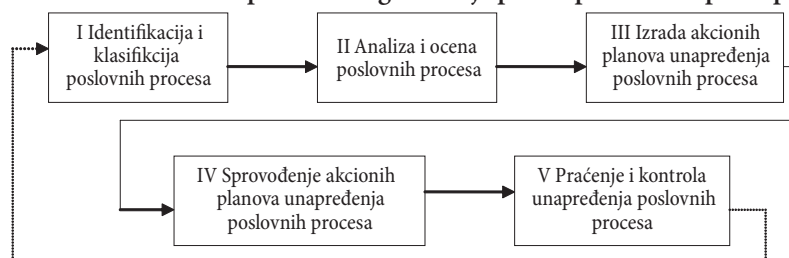 I Identifikacija i
klasifikcija
poslovnih procesa
II Analiza i ocena
poslovnih procesa
III Izrada akcionih
planova unapređenja
poslovnih procesa
IV Sprovođenje akcionih
planova unapređenja
poslovnih procesa
V Praćenje i kontrola
unapređenja poslovnih
procesa